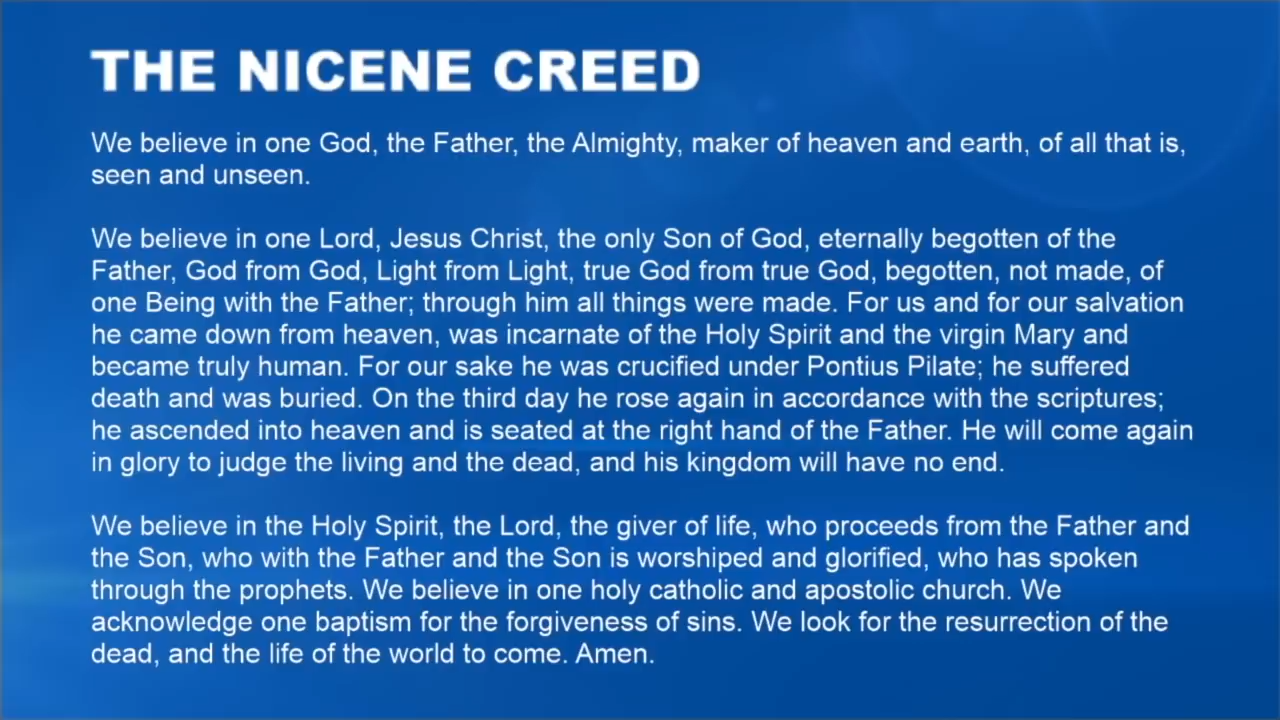 THE NICENE CREED
We believe in one God, the Father, the Almighty, maker of heaven and earth, of all that is,
seen and unseen.
We believe in one Lord, Jesus Christ, the only Son of God, eternally begotten of the
Father, God from God, Light from Light, true God from true God, begotten, not made, of
one Being with the Father; through him all things were made. For us and for our salvation
he came down from heaven, was incarnate of the Holy Spirit and the virgin Mary and
became truly human. For our sake he was crucified under Pontius Pilate; he suffered
death and was buried. On the third day he rose again in accordance with the scriptures;
he ascended into heaven and is seated at the right hand of the Father. He will come again
in glory to judge the living and the dead, and his kingdom will have no end.
We believe in the Holy Spirit, the Lord, the giver of life, who proceeds from the Father and
the Son, who with the Father and the Son is worshiped and glorified, who has spoken
through the prophets. We believe in one holy catholic and apostolic church. We
acknowledge one baptism for the forgiveness of sins. We look for the resurrection of the
dead, and the life of the world to come. Amen.